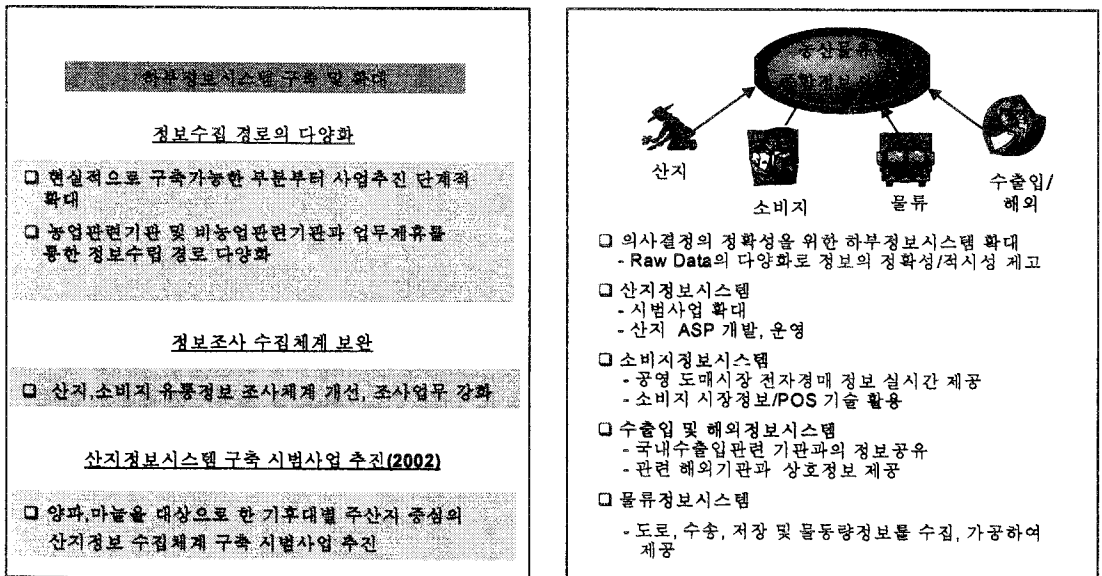 하부정보시스템 구축 및 확대
정보수집 경로의 다양화
❏ 현실적으로 구축가능한 부분부터 사업추진 단계적
확대
❏ 농업관련기관 및 비농업관련기관과 업무제휴를
통한 정보수립 경로 다양화
정보조사 수집체계 보완
❏ 산지,소비지 유통정보 조사체계 개선, 조사업무 강화
산지정보시스템 구축 시범사업 추진(2002)
❏ 양파,마늘을 대상으로 한 기후대별 주산지 중심의
산지정보 수집체계 구축 시범사업 추진
농산물유
종합정보
산지
소비지
물류
수출입/
해외
❏ 의사결정의 정확성을 위한 하부정보시스템 확대
- Raw Data의 다양화로 정보의 정확성/적시성 제고
❏ 산지정보시스템
- 시범사업 확대
- 산지 ASP 개발, 운영
❏ 소비지정보시스템
- 공영 도매시장 전자경매 정보 실시간 제공
- 소비지 시장정보/POS 기술 활용
❏ 수출입 및 해외정보시스템
- 국내수출입관련 기관과의 정보공유
- 관련 해외기관과 상호정보 제공
❏ 물류정보시스템
- 도로, 수송, 저장 및 물동량정보를 수집, 가공하여
제공